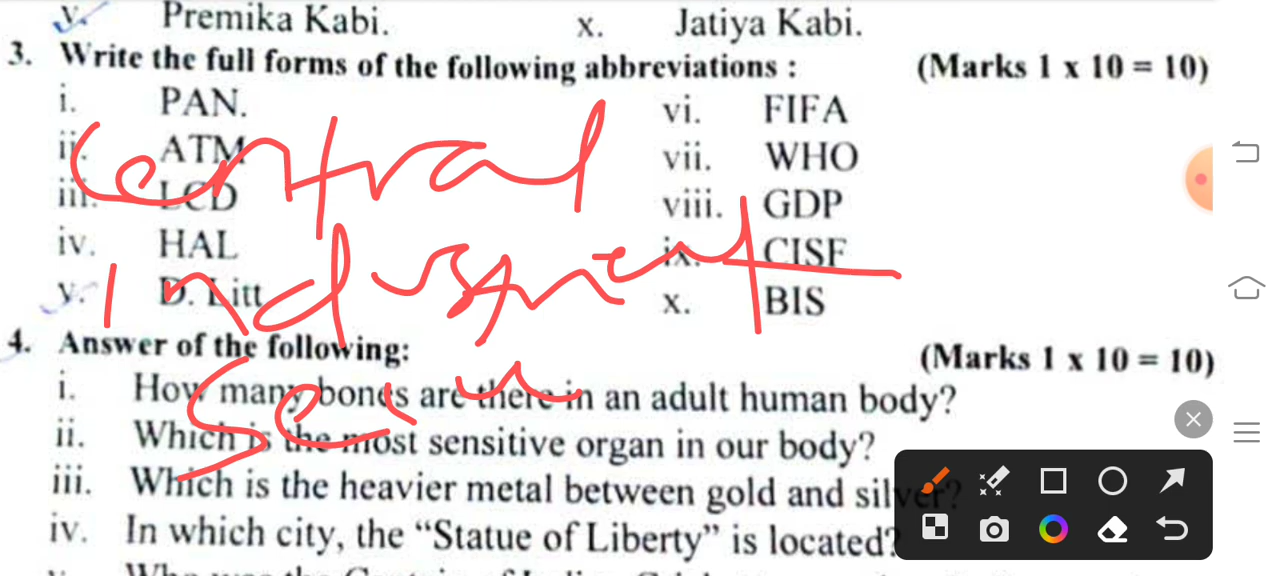 v. Premika Kabi. x. Jatiya Kabi.
3. Write the full forms of the following abbreviations : (Marks 1 x 10 = 10)
i. PAN. vi. FIFA
ii. ATM vii. WHO
iii. LCD viii. GDP
iv. HAL ix. CISF
v. D. Litt x. BIS
Central
4. Answer of the following: (Marks 1 x 10 = 10)
i. How many bones are there in an adult human body?
ii. Which is the most sensitive organ in our body?
iii. Which is the heavier metal between gold and silver?
iv. In which city, the “Statue of Liberty” is located?